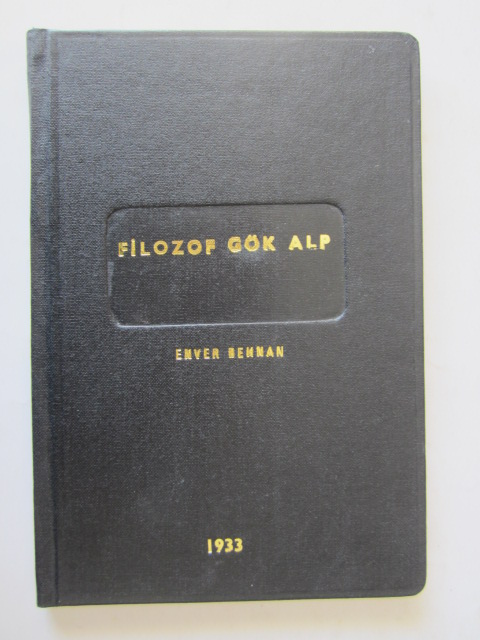 FİLOZOF GÖK ALP
ENVER BEHNAN
1933